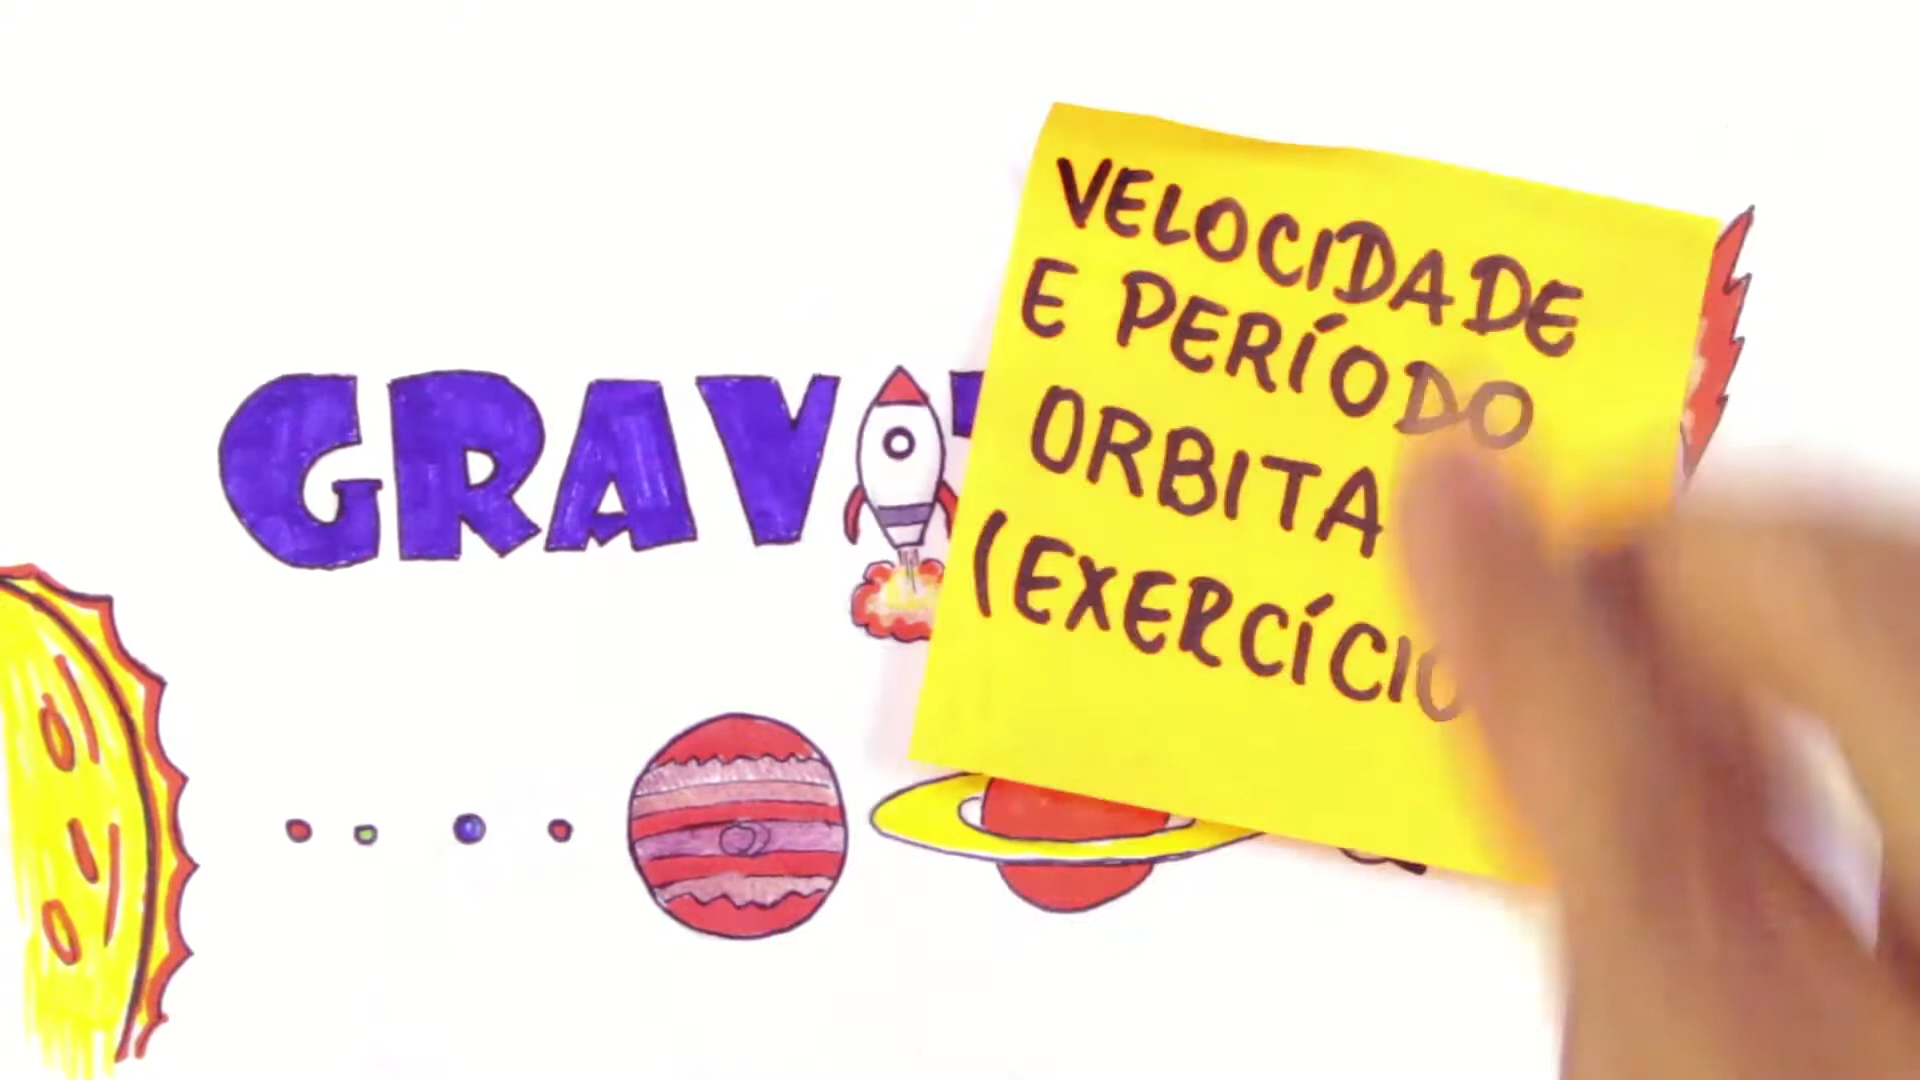 GRAV
VELOCIDADE
E PERÍODO
ORBITA
(EXERCÍCIO